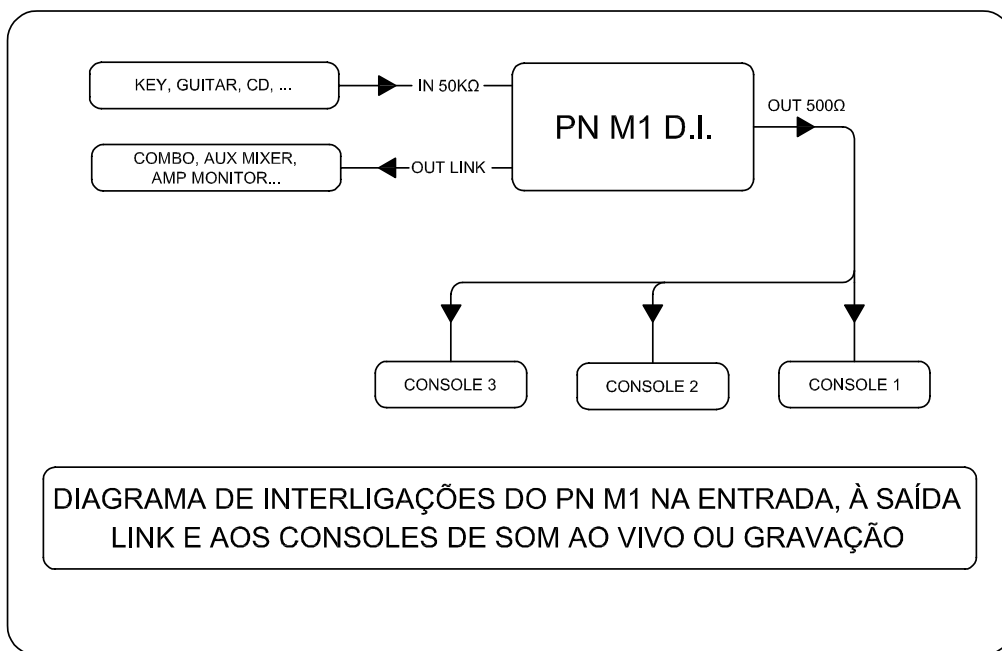 KEY, GUITAR, CD, ...
IN 50KΩ
PN M1 D.I.
OUT 500Ω
COMBO, AUX MIXER,
AMP MONITOR...
OUT LINK
CONSOLE 3
CONSOLE 2
CONSOLE 1
DIAGRAMA DE INTERLIGAÇÕES DO PN M1 NA ENTRADA, À SAÍDA
LINK E AOS CONSOLES DE SOM AO VIVO OU GRAVAÇÃO